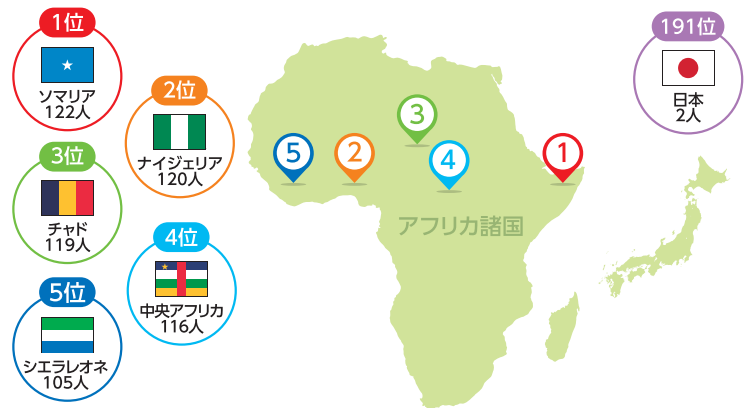 1位
ソマリア
122人
2位
ナイジェリア
120人
3位
チャド
119人
4位
中央アフリカ
116人
5位
シエラレオネ
105人
191位
日本
2人
3
5
2
4
1
アフリカ諸国